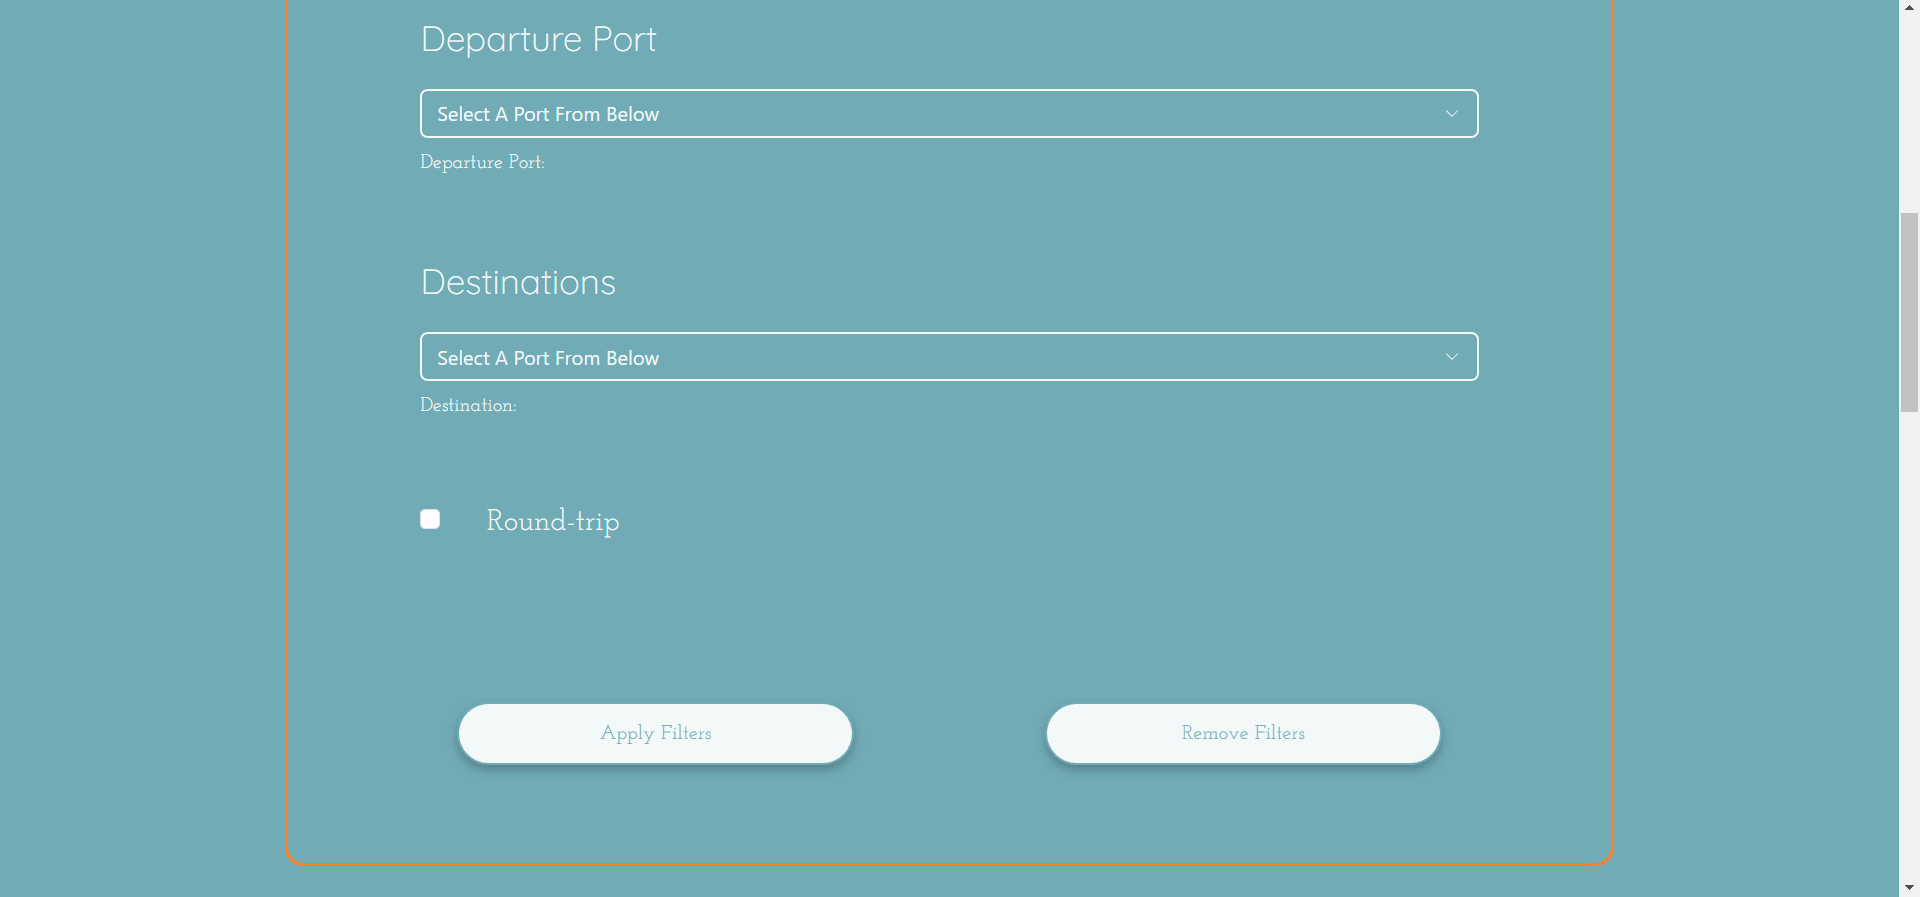 Departure Port
Select A Port From Below
Departure Port:
Destinations
Select A Port From Below
Destination:
Round-trip
Apply Filters
Remove Filters